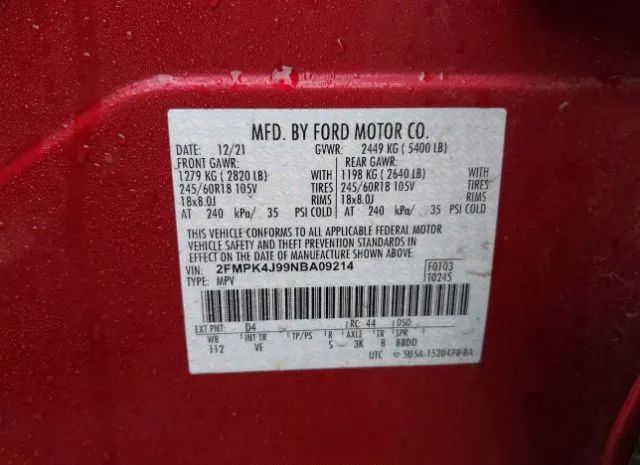 MFD. BY FORD MOTOR CO.
DATE: 12/21 GVWR: 2449 KG ( 5400 LB)
FRONT GAWR: REAR GAWR:
1279 KG ( 2820 LB) WITH 1198 KG ( 2640 LB) WITH
245/60R18 105V TIRES 245/60R18 105V TIRES
18x8.0J RIMS 18x8.0J RIMS
AT 240 kPa/ 35 PSI COLD AT 240 kPa/ 35 PSI COLD
THIS VEHICLE CONFORMS TO ALL APPLICABLE FEDERAL MOTOR
VEHICLE SAFETY AND THEFT PREVENTION STANDARDS IN
EFFECT ON THE DATE OF MANUFACTURE SHOWN ABOVE.
VIN: 2FMPK4J99NBA09214 F0T03
TYPE: MPV T0245
EXT PNT: D4 RC: 44 DSO:
WB INT TR TP/PS R AXLE TR SPR
112 VE S 3K 8 BBDD
UTC